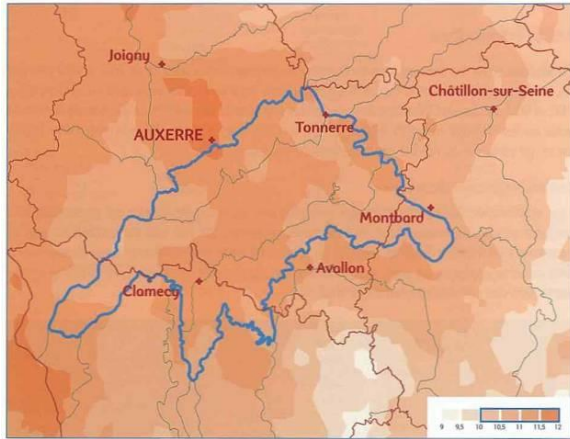 Joigny
Châtillon-sur-Seine
AUXERRE
Tonnerre
Montbard
Avallon
Clamecy
9 9,5 10 10,5 11 11,5 12